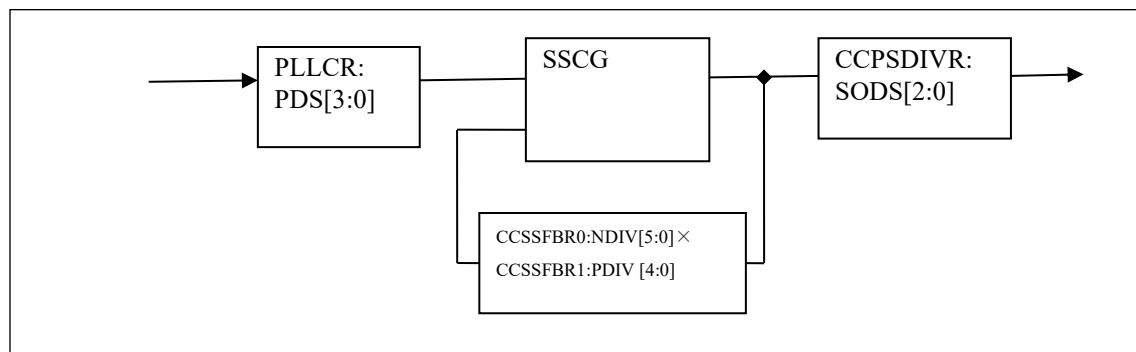 PLLCR:
PDS[3:0]
SSCG
CCPSDIVR:
SODS[2:0]
CCSSFBR0:NDIV[5:0]×
CCSSFBR1:PDIV [4:0]